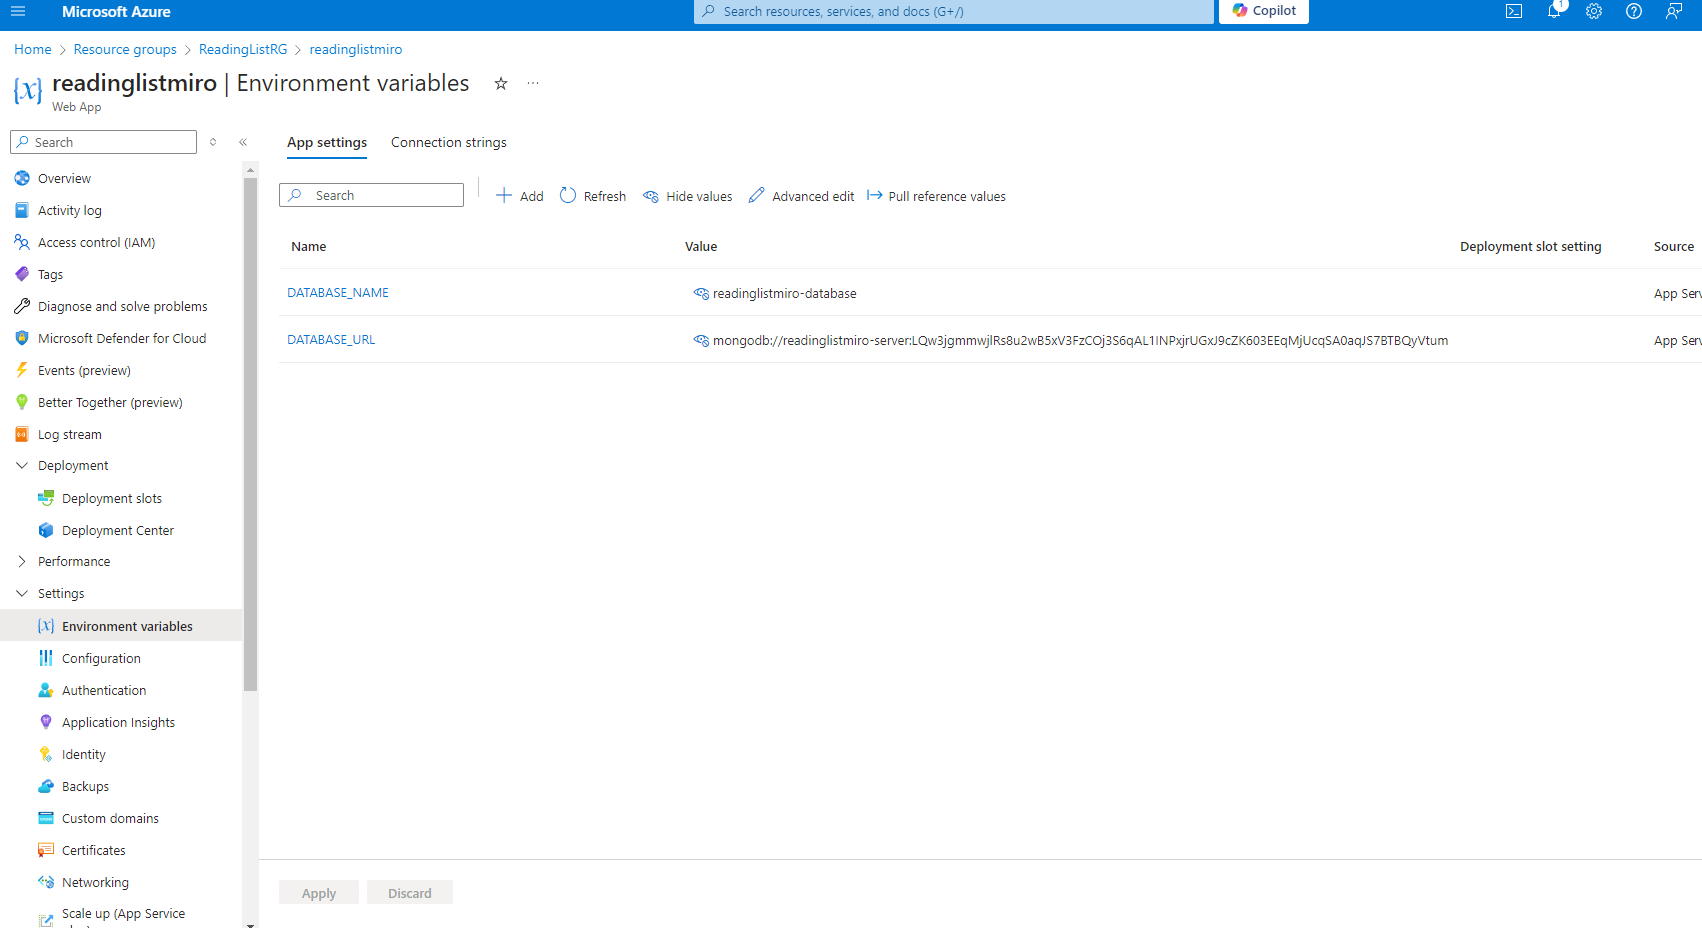 Microsoft Azure
Search resources, services, and docs (G+/)
Copilot
1
Home > Resource groups > ReadingListRG > readinglistmiro
readinglistmiro | Environment variables
Web App
Search
App settings
Connection strings
Search
Add
Refresh
Hide values
Advanced edit
Pull reference values
Name
Value
Deployment slot setting
Source
DATABASE_NAME
readinglistmiro-database
App Serv
DATABASE_URL
mongodb://readinglistmiro-server:LQw3jgmmwjlRs8u2wB5xV3FzCOj3S6qAL1INPxjrUGxJ9cZK603EEqMjUcqSA0aqJS7BTBQyVtum
App Serv
Overview
Activity log
Access control (IAM)
Tags
Diagnose and solve problems
Microsoft Defender for Cloud
Events (preview)
Better Together (preview)
Log stream
Deployment
Deployment slots
Deployment Center
Performance
Settings
Environment variables
Configuration
Authentication
Application Insights
Identity
Backups
Custom domains
Certificates
Networking
Scale up (App Service
Apply
Discard